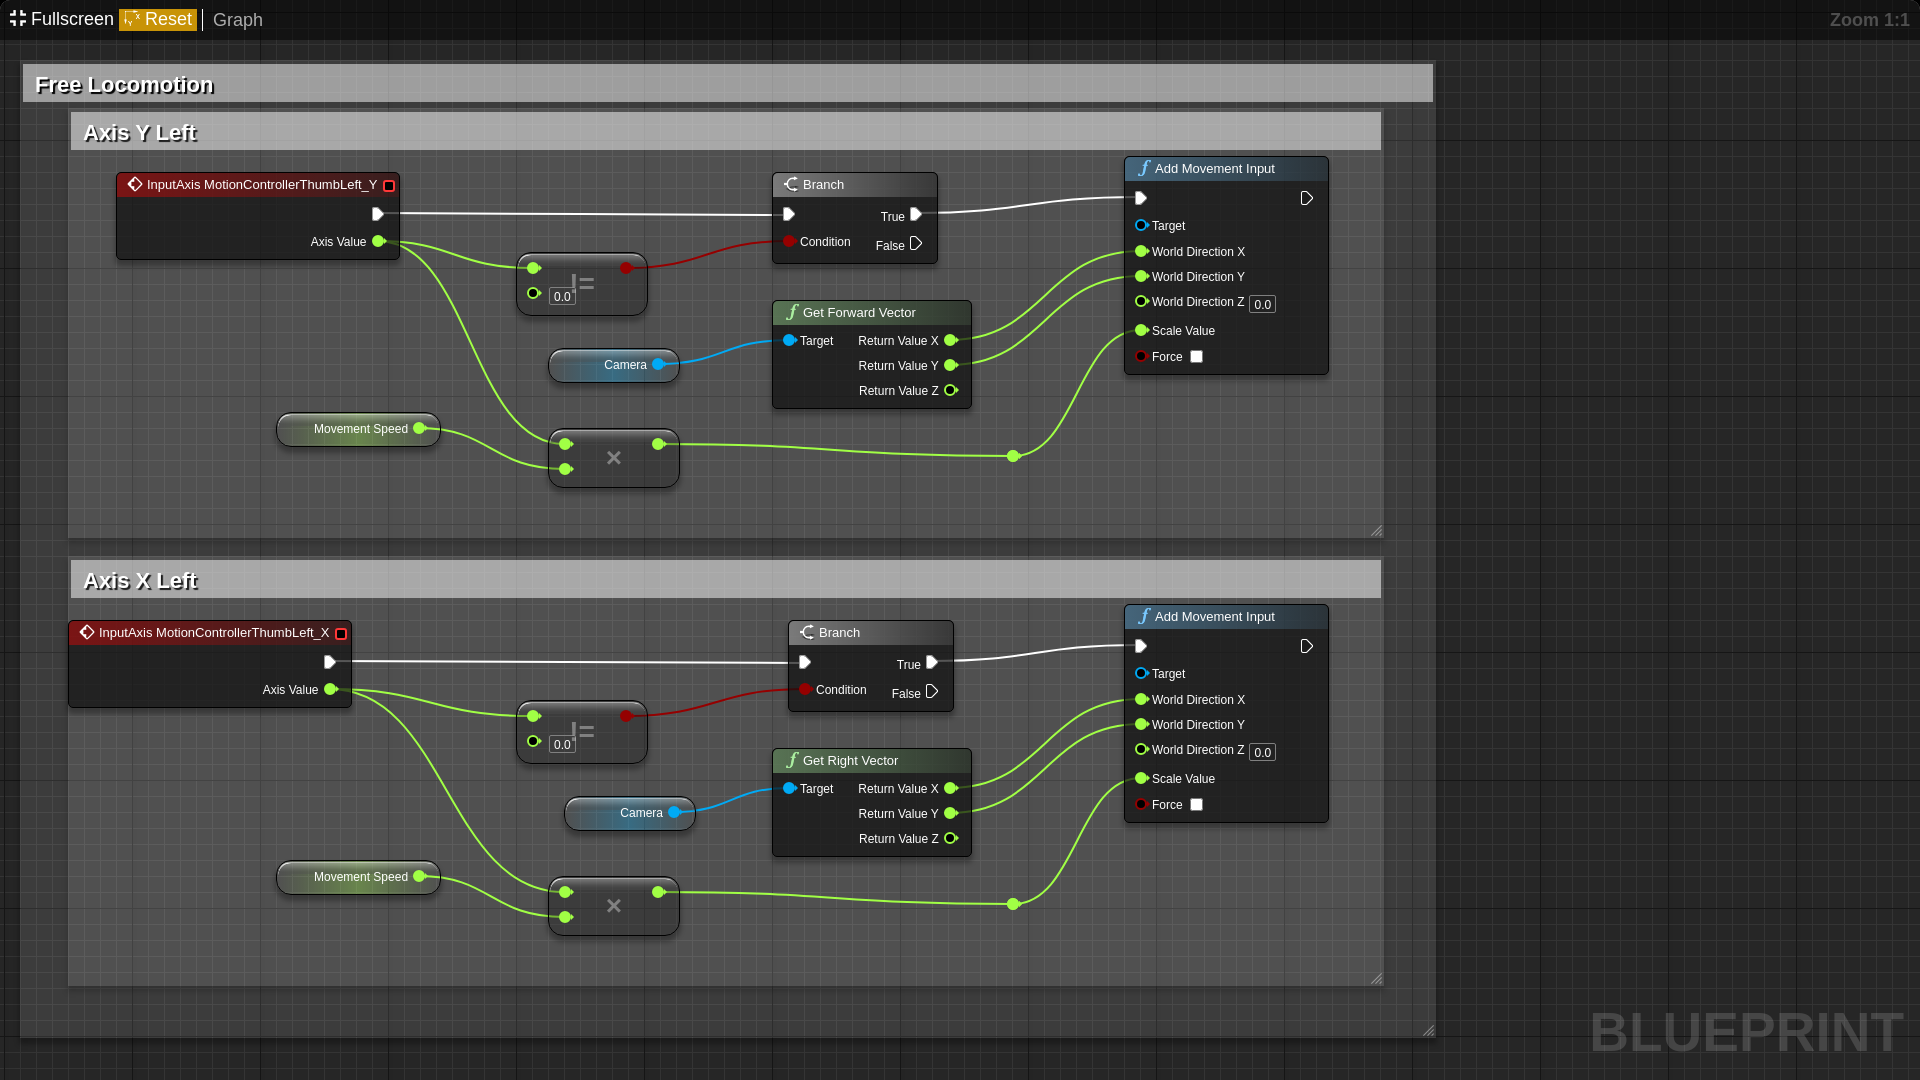 Fullscreen Reset Graph Zoom 1:1
Free Locomotion
Axis Y Left
InputAxis MotionControllerThumbLeft_Y
Axis Value
!=
0.0
Branch
True
Condition
False
Add Movement Input
Target
World Direction X
World Direction Y
World Direction Z 0.0
Scale Value
Force
Get Forward Vector
Target Return Value X
Return Value Y
Return Value Z
Camera
Movement Speed
×
Axis X Left
InputAxis MotionControllerThumbLeft_X
Axis Value
!=
0.0
Branch
True
Condition
False
Add Movement Input
Target
World Direction X
World Direction Y
World Direction Z 0.0
Scale Value
Force
Get Right Vector
Target Return Value X
Return Value Y
Return Value Z
Camera
Movement Speed
×
BLUEPRINT